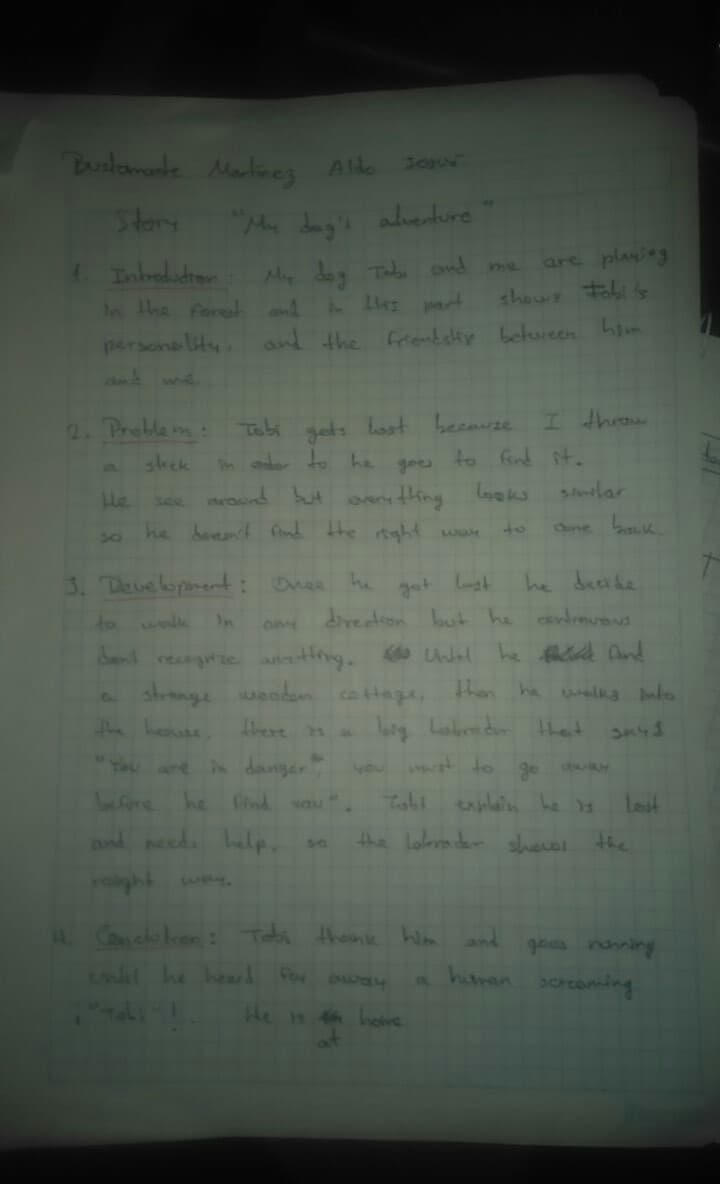 Bustamante Martinez Aldo Josué
Story "My dog's adventure"
1. Introduction: My dog Tobi and me are playing
in the forest and in this part shows Tobi's
personality, and the friendship between him
and me.
2. Problem: Tobi gets lost because I throw
a stick in order to he goes to find it.
He see around but everything looks similar
so he doesn't find the right way to come back.
3. Development: Once he got lost he decide
to walk in any direction but he
don't recognize anything. Until he find
a strange wooden cottage, then he walks into
the house, there is a big Labrador that says
"You are in danger", you must to go away
before he find you". Tobi explain he is lost
and needs help, so the labrador shows the
way.
4. Conclution: Tobi thank him and goes running
until he heard far away a human screaming
¡"Tobi"!. He is at home